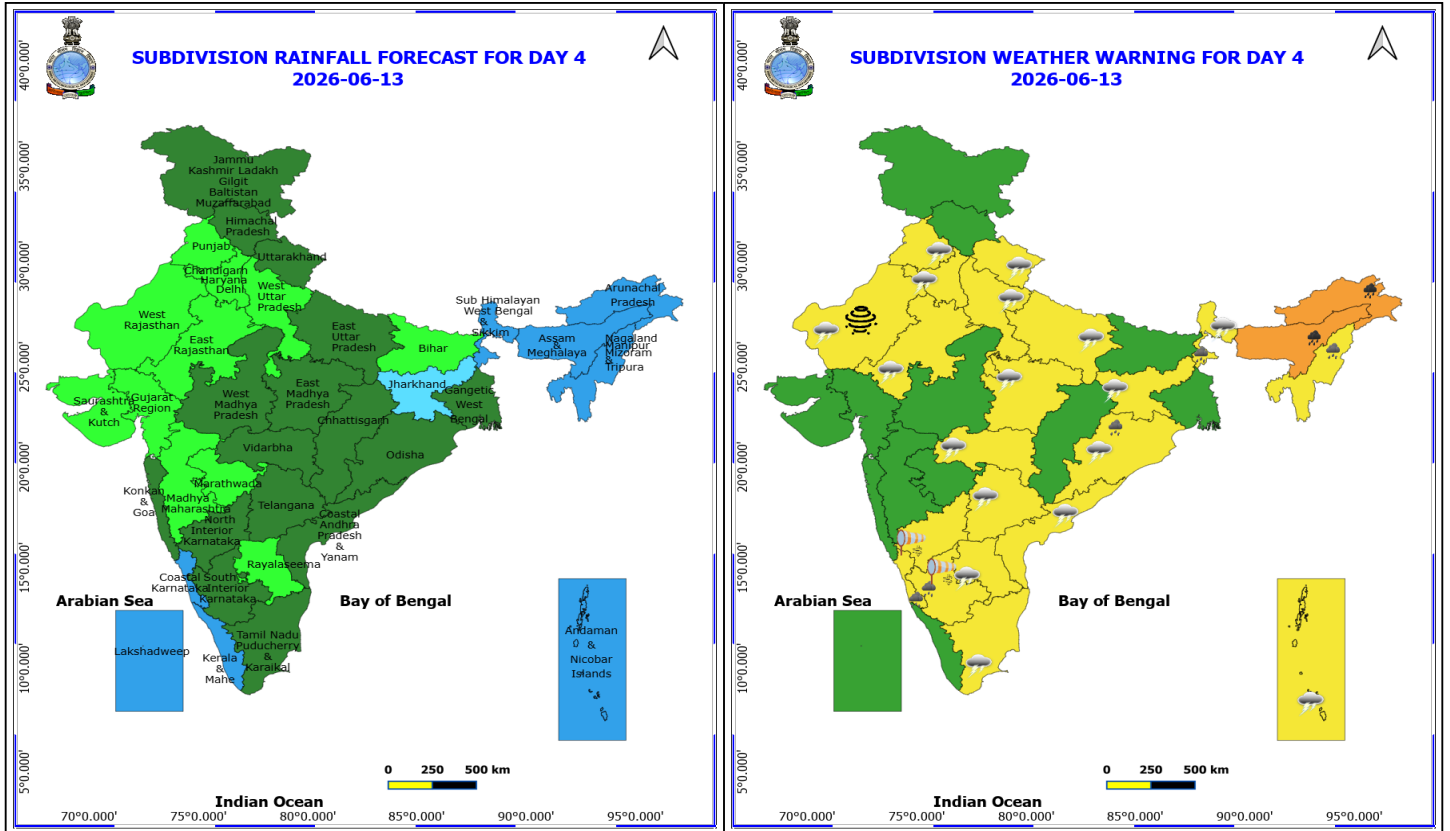 SUBDIVISION RAINFALL FORECAST FOR DAY 4
2026-06-13
40°0.000'
35°0.000'
30°0.000'
25°0.000'
20°0.000'
15°0.000'
10°0.000'
5°0.000'
Jammu
Kashmir Ladakh
Gilgit
Baltistan
Muzaffarabad
Himachal
Pradesh
Punjab
Uttarakhand
Chandigarh
Haryana
Delhi
West
Uttar
Pradesh
West
Rajasthan
East
Rajasthan
East
Uttar
Pradesh
Bihar
Sub Himalayan
West Bengal
&
Sikkim
Arunachal
Pradesh
Assam
&
Meghalaya
Nagaland
Manipur
Mizoram
&
Tripura
Jharkhand
Gangetic
West
Bengal
Saurashtra
&
Kutch
Gujarat
Region
West
Madhya
Pradesh
East
Madhya
Pradesh
Chhattisgarh
Vidarbha
Odisha
Konkan
&
Goa
Madhya
Maharashtra
Marathwada
Telangana
North
Interior
Karnataka
Coastal
Andhra
Pradesh
&
Yanam
Rayalaseema
Coastal
Karnataka
South
Interior
Karnataka
Arabian Sea
Bay of Bengal
Lakshadweep
Kerala
&
Mahe
Tamil Nadu
Puducherry
&
Karaikal
Andaman
&
Nicobar
Islands
0 250 500 km
Indian Ocean
70°0.000' 75°0.000' 80°0.000' 85°0.000' 90°0.000' 95°0.000'
SUBDIVISION WEATHER WARNING FOR DAY 4
2026-06-13
40°0.000'
35°0.000'
30°0.000'
25°0.000'
20°0.000'
15°0.000'
10°0.000'
5°0.000'
Arabian Sea
Bay of Bengal
0 250 500 km
Indian Ocean
70°0.000' 75°0.000' 80°0.000' 85°0.000' 90°0.000' 95°0.000'